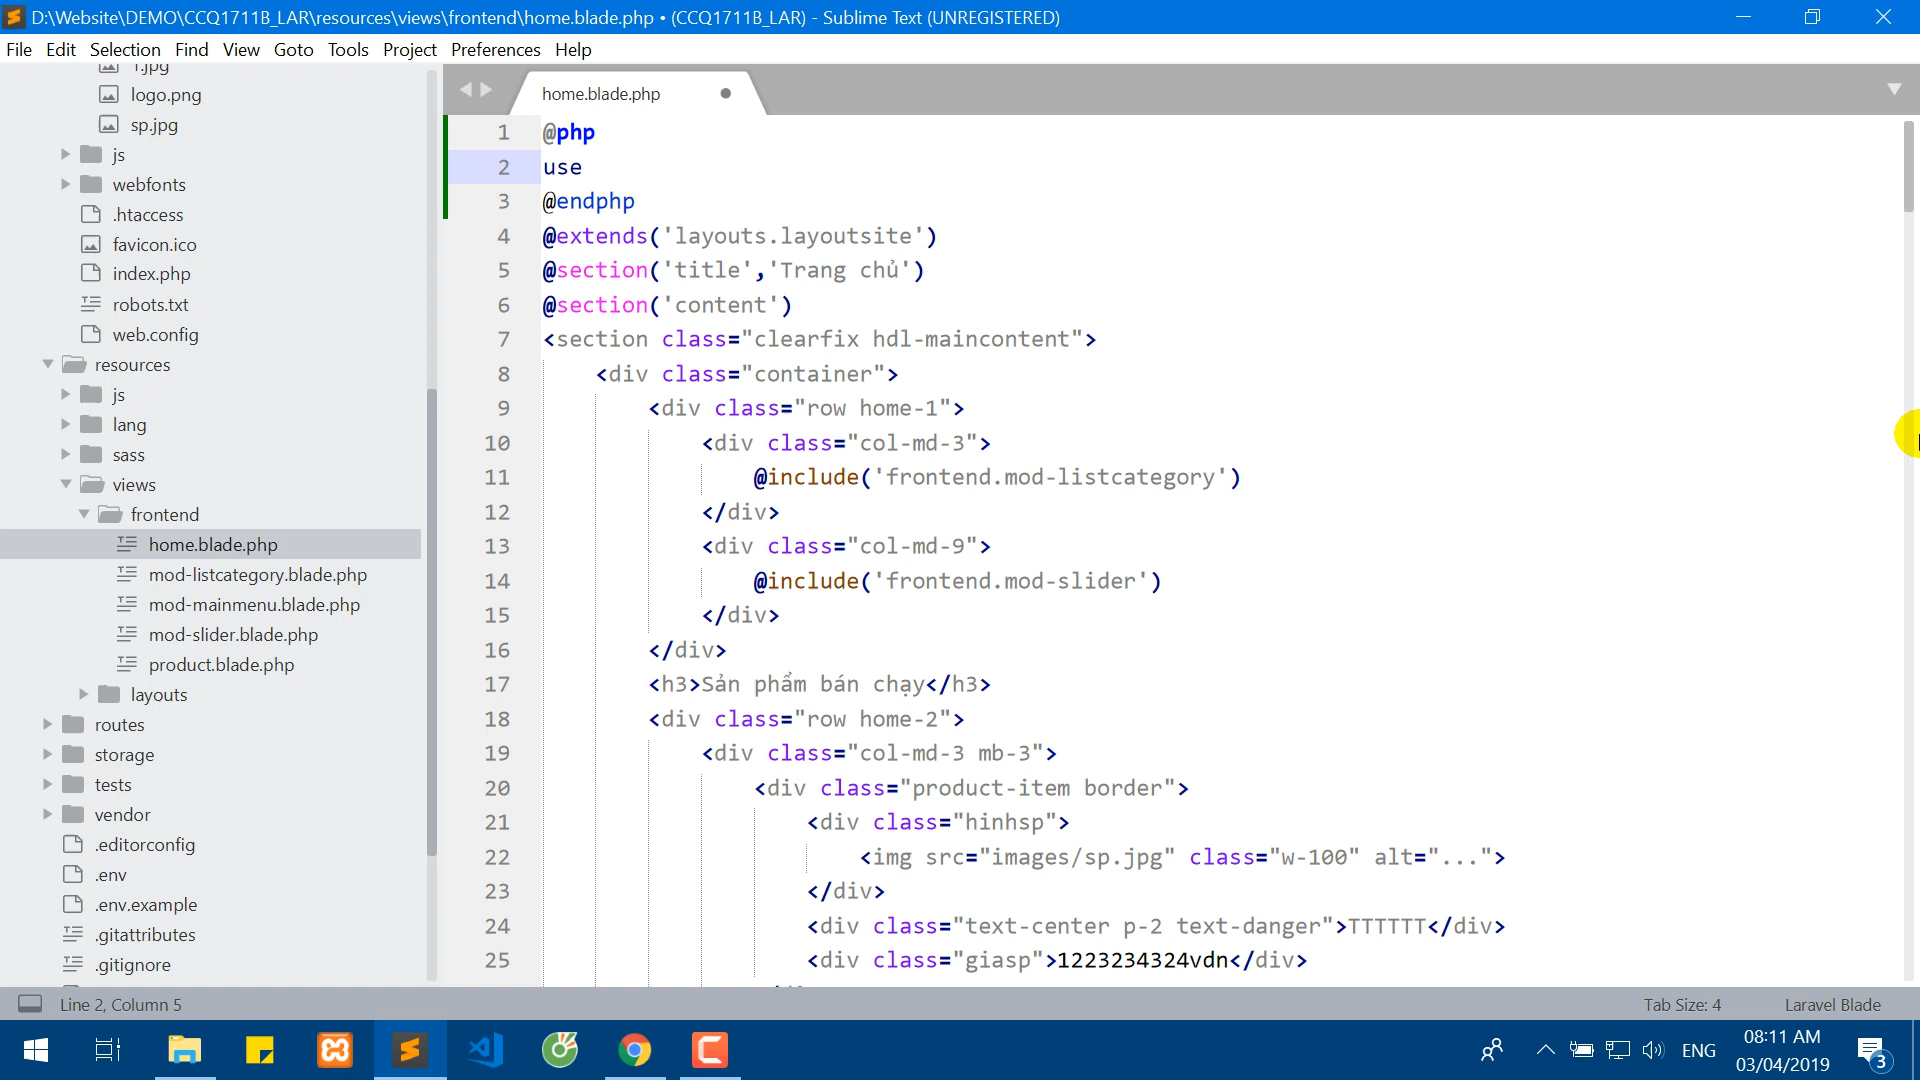 D:\Website\DEMO\CCQ1711B_LAR\resources\views\frontend\home.blade.php • (CCQ1711B_LAR) - Sublime Text (UNREGISTERED)
File Edit Selection Find View Goto Tools Project Preferences Help
1.jpg
logo.png
sp.jpg
js
webfonts
.htaccess
favicon.ico
index.php
robots.txt
web.config
resources
js
lang
sass
views
frontend
home.blade.php
mod-listcategory.blade.php
mod-mainmenu.blade.php
mod-slider.blade.php
product.blade.php
layouts
routes
storage
tests
vendor
.editorconfig
.env
.env.example
.gitattributes
.gitignore
home.blade.php
1 @php
2 use
3 @endphp
4 @extends('layouts.layoutsite')
5 @section('title','Trang chủ')
6 @section('content')
7 <section class="clearfix hdl-maincontent">
8 <div class="container">
9 <div class="row home-1">
10 <div class="col-md-3">
11 @include('frontend.mod-listcategory')
12 </div>
13 <div class="col-md-9">
14 @include('frontend.mod-slider')
15 </div>
16 </div>
17 <h3>Sản phẩm bán chạy</h3>
18 <div class="row home-2">
19 <div class="col-md-3 mb-3">
20 <div class="product-item border">
21 <div class="hinhsp">
22 <img src="images/sp.jpg" class="w-100" alt="...">
23 </div>
24 <div class="text-center p-2 text-danger">TTTTTT</div>
25 <div class="giasp">1223234324vdn</div>
Line 2, Column 5
Tab Size: 4
Laravel Blade
ENG
08:11 AM
03/04/2019
3